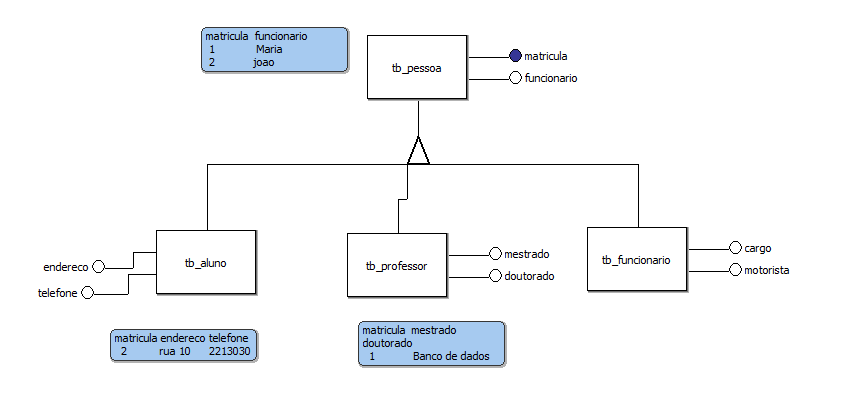 matricula funcionario
1 Maria
2 joao
tb_pessoa
matricula
funcionario
endereco
telefone
tb_aluno
tb_professor
mestrado
doutorado
tb_funcionario
cargo
motorista
matricula endereco telefone
2 rua 10 2213030
matricula mestrado
doutorado
1 Banco de dados